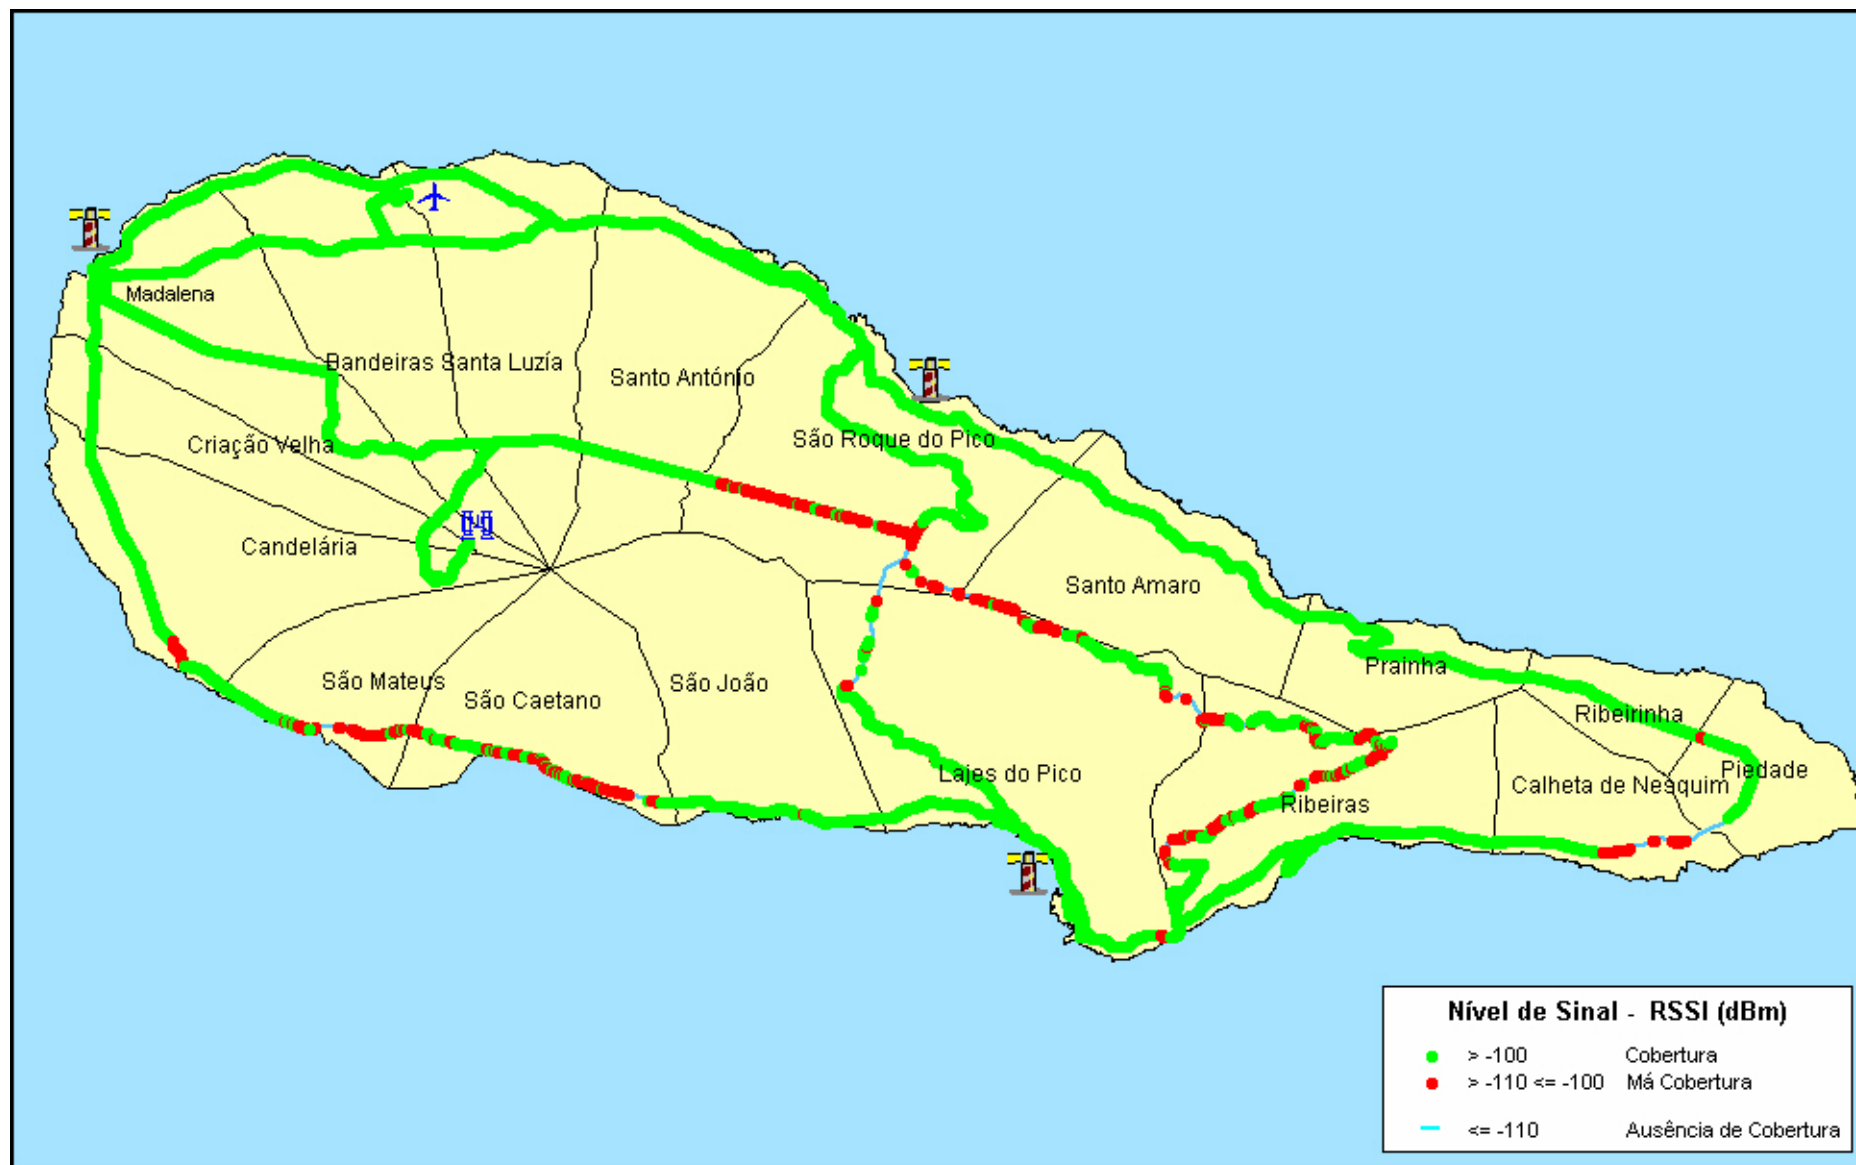 Madalena
Bandeiras Santa Luzía
Santo António
São Roque do Pico
Criação Velha
Candelária
Santo Amaro
São Mateus
São Caetano
São João
Prainha
Ribeirinha
Lajes do Pico
Piedade
Calheta de Nesquim
Ribeiras
Nível de Sinal - RSSI (dBm)
> -100 Cobertura
> -110 <= -100 Má Cobertura
<= -110 Ausência de Cobertura